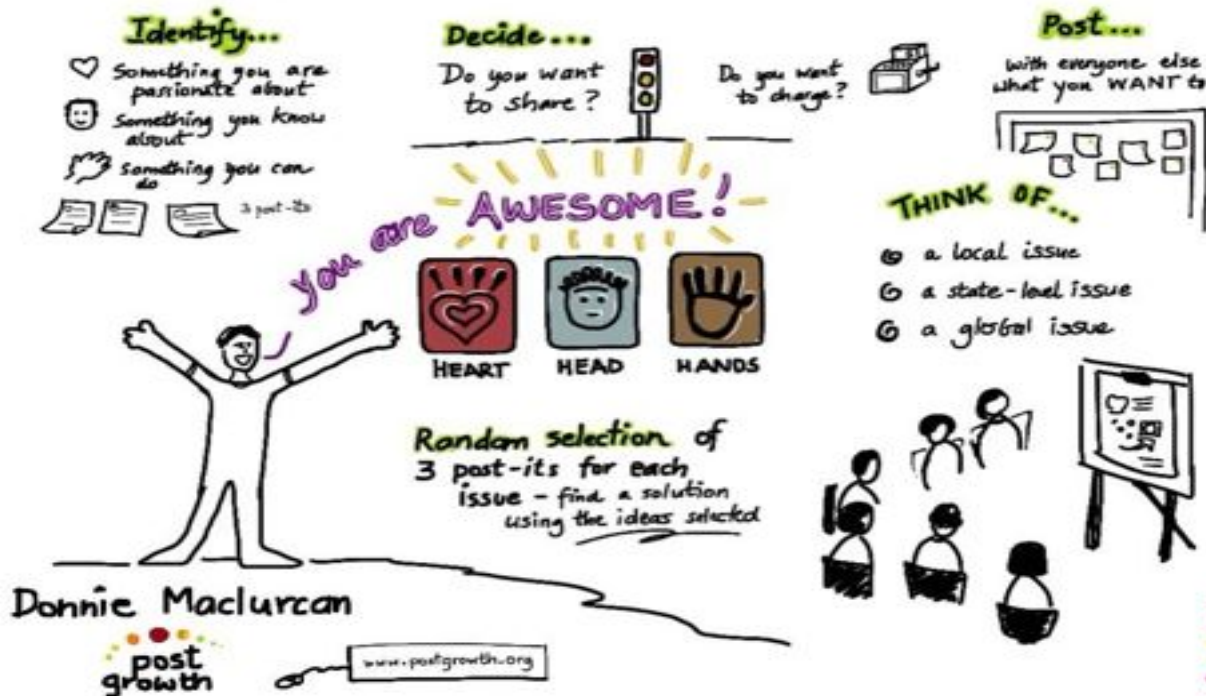 Identify...
Something you are
passionate about
Something you know
about
Something you can
do
3 post-its
Decide...
Do you want
to share?
Do you want
to charge?
Post...
with everyone else
what you WANT to
you are AWESOME!
HEART
HEAD
HANDS
THINK OF...
a local issue
a state-level issue
a global issue
Random selection of
3 post-its for each
issue - find a solution
using the ideas selected
Donnie Maclurcan
post
growth
www.postgrowth.org